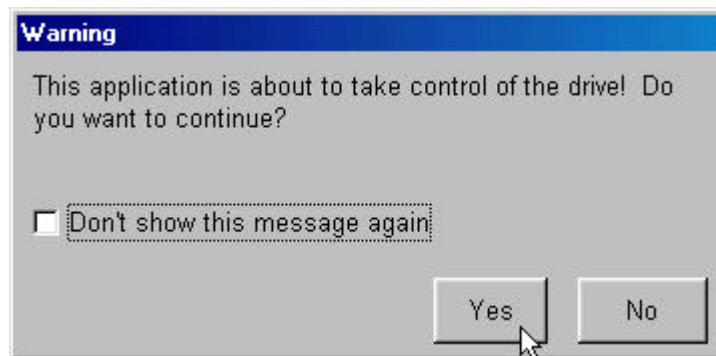 Warning
This application is about to take control of the drive!  Do
you want to continue?
Don't show this message again
Yes
No